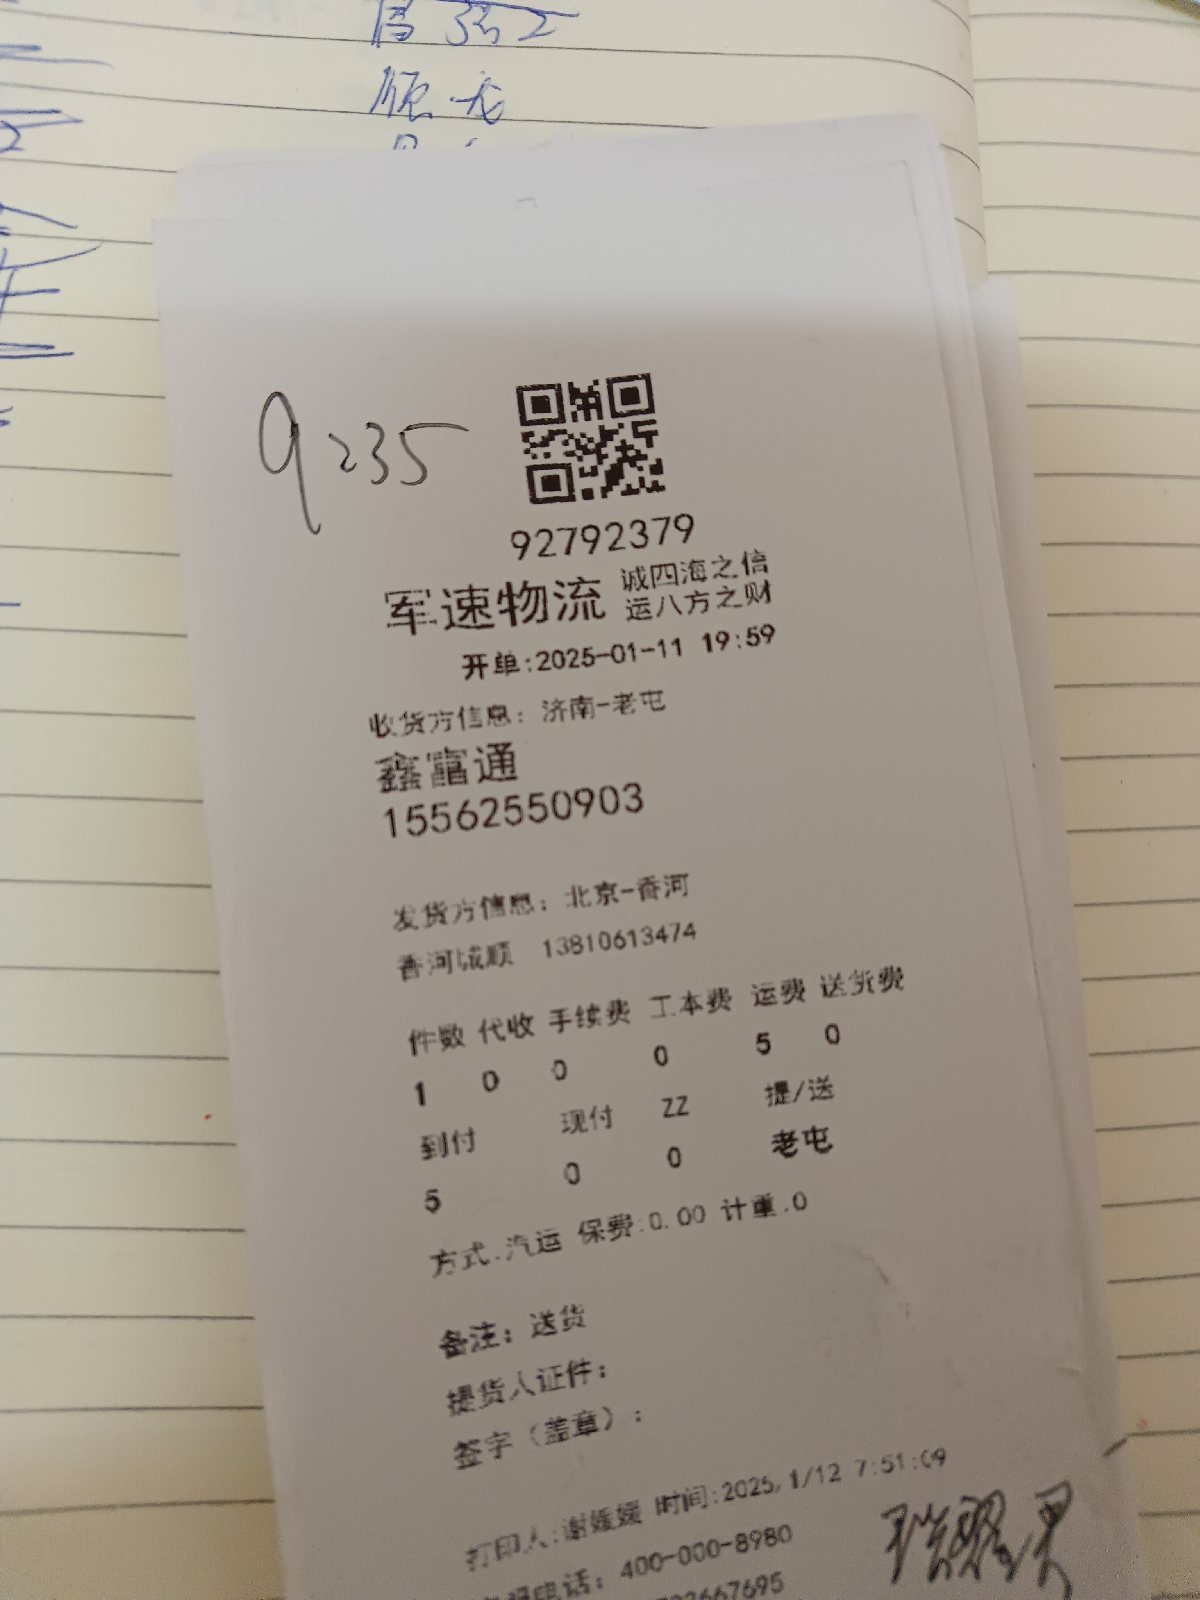 9235
92792379
军速物流 诚四海之信
运八方之财
开单:2025-01-11 19:59
收货方信息：济南-老屯
鑫富通
15562550903
发货方信息：北京-香河
香河城顺 13810613474
件数 代收 手续费 工本费 运费 送货费
1 0 0 0 5 0
到付 现付 ZZ 提/送
5 0 0 老屯
方式.汽运 保费:0.00 计重.0
备注：送货
提货人证件：
签字（盖章）：
打印人:谢媛媛 时间:2025/1/12 7:51:09
电话：400-000-8980